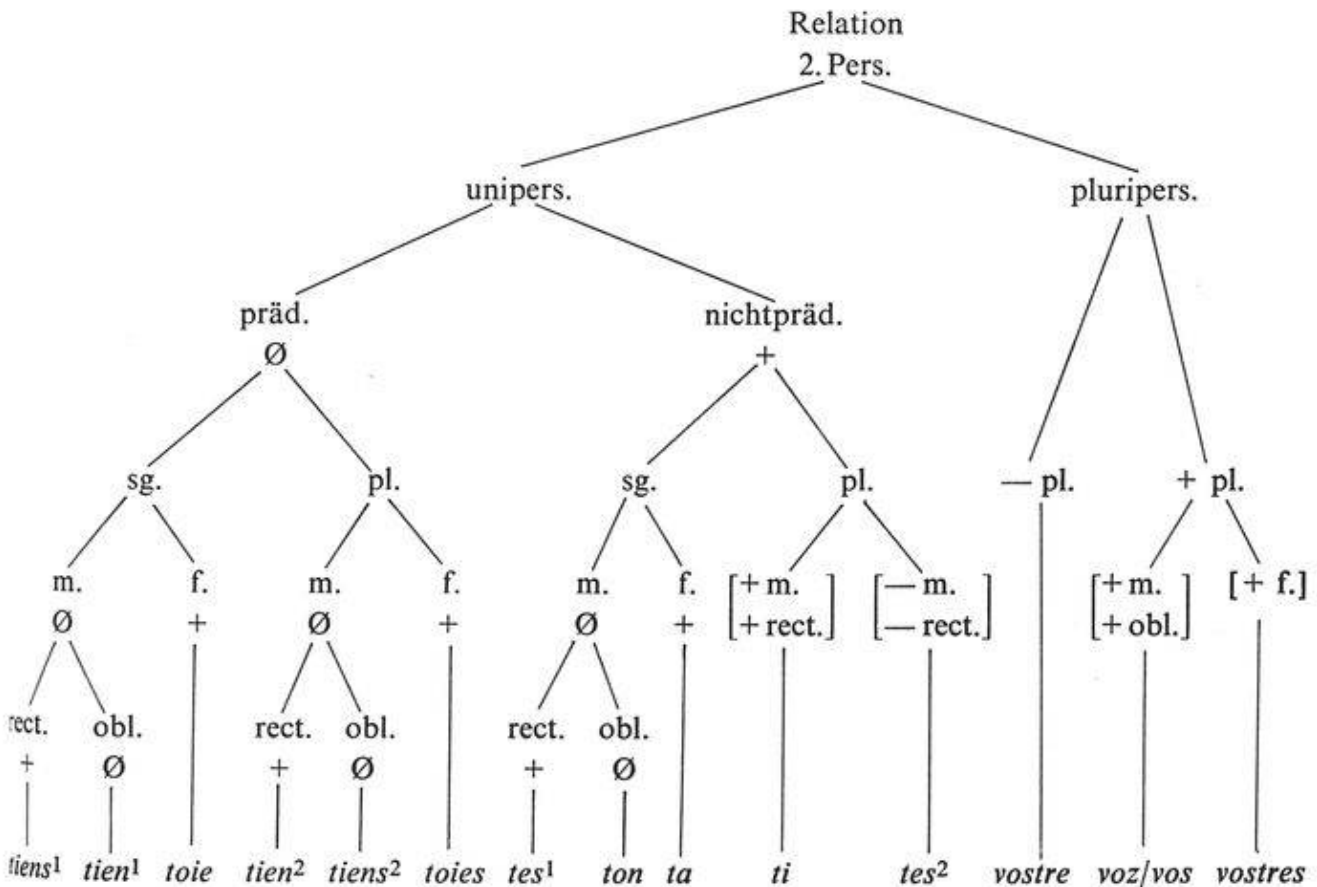 Relation
2. Pers.
unipers. pluripers.
präd. nichtpräd.
Ø +
sg. pl. sg. pl. — pl. + pl.
m. f. m. f. m. f. [+ m. [— m. [+ m. [+ f.]
Ø + Ø + Ø + + rect.] — rect.] + obl.]
rect. obl. rect. obl. rect. obl.
+ Ø + Ø + Ø
tiens¹ tien¹ toie tien² tiens² toies tes¹ ton ta ti tes² vostre voz/vos vostres